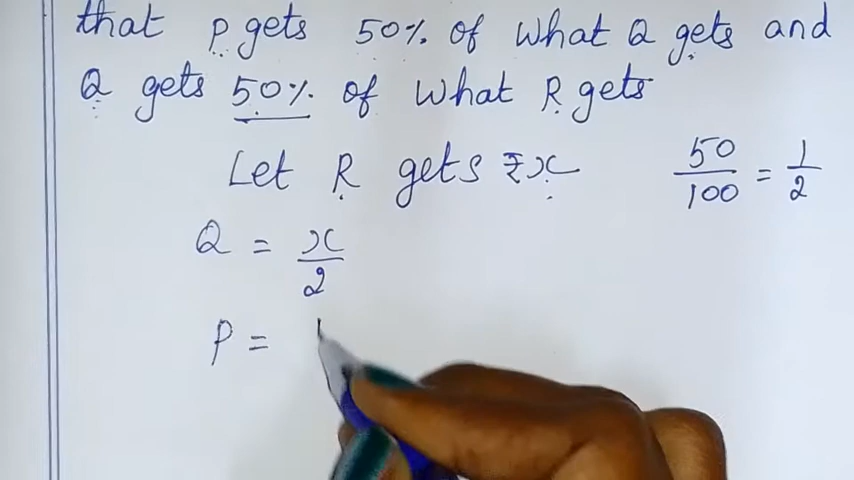 that P gets 50% of what Q gets and
Q gets 50% of what R gets
Let R gets ₹x
50/100 = 1/2
Q = x/2
P =